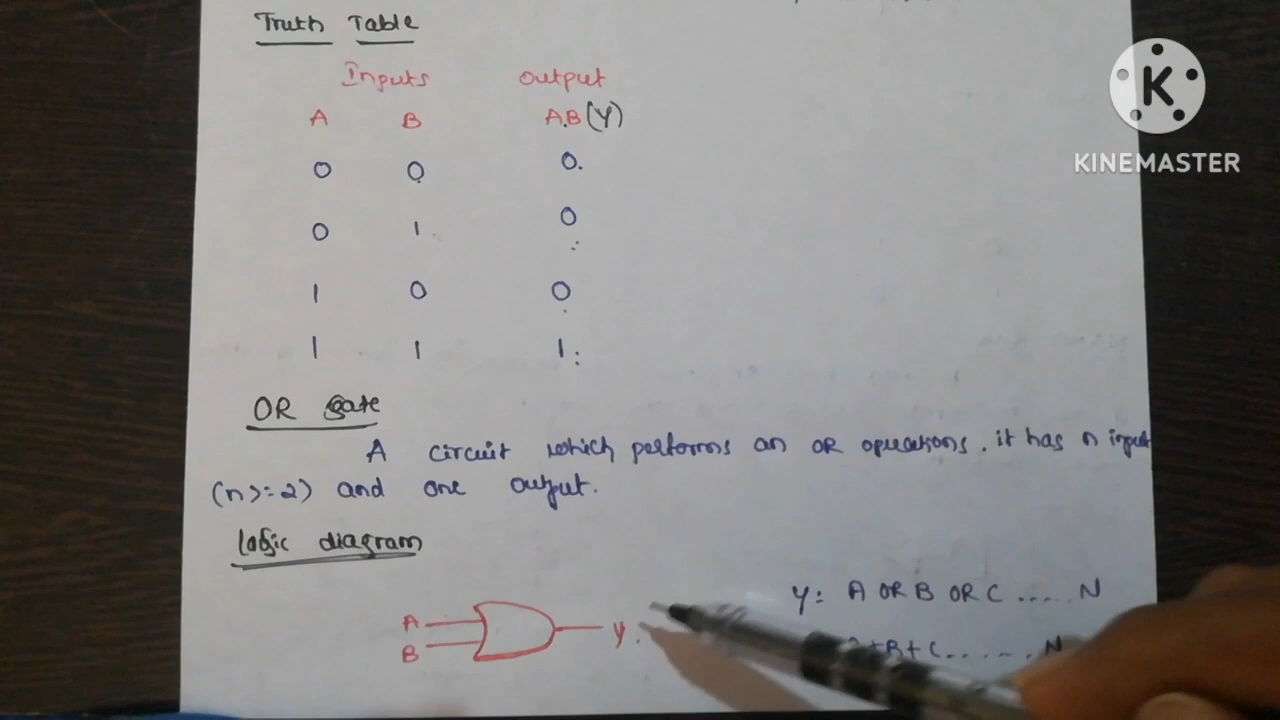 Truth Table
Inputs Output
A B A.B (Y)
0 0 0.
0 1 0
1 0 0
1 1 1
OR gate
A circuit which performs an OR operations. it has n input
(n>=2) and one output.
Logic diagram
A
B
Y.
Y: A OR B OR C ..... N
+B+C...... N
K
KINEMASTER